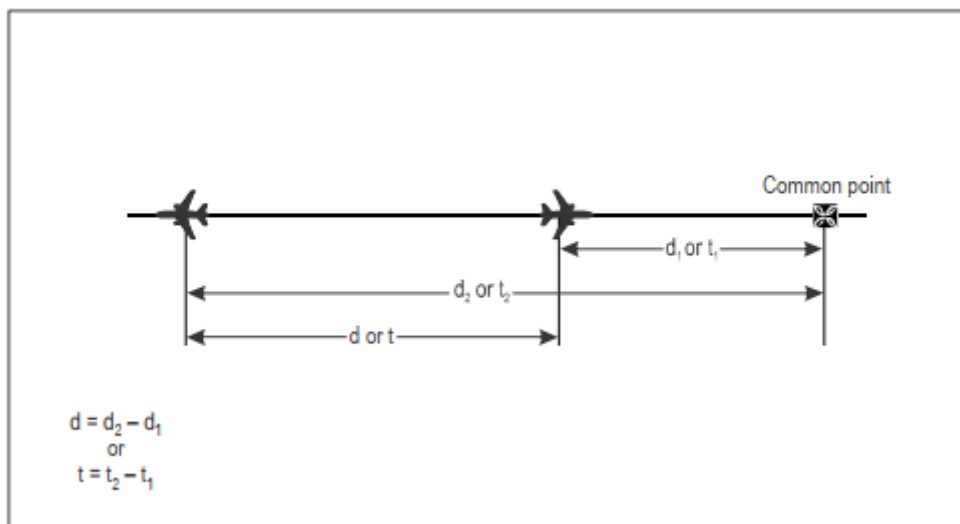 Common point
d₁ or t₁
d₂ or t₂
d or t
d = d₂ – d₁
or
t = t₂ – t₁